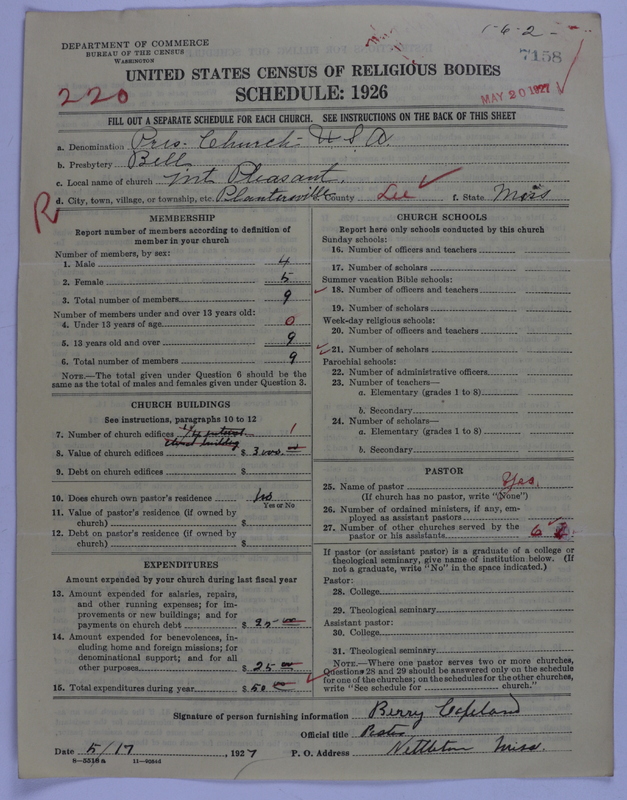 1-6-2-
DEPARTMENT OF COMMERCE
BUREAU OF THE CENSUS
WASHINGTON
7158
UNITED STATES CENSUS OF RELIGIOUS BODIES
MAY 20 1927
220
SCHEDULE: 1926
FILL OUT A SEPARATE SCHEDULE FOR EACH CHURCH. SEE INSTRUCTIONS ON THE BACK OF THIS SHEET
a. Denomination Pres. Church U S A
b. Presbytery Bell
c. Local name of church Mt Pleasant
d. City, town, village, or township, etc. Plantersville County Lee f. State Miss
R
MEMBERSHIP
Report number of members according to definition of
member in your church
Number of members, by sex:
1. Male 4
2. Female 5
3. Total number of members 9
Number of members under and over 13 years old:
4. Under 13 years of age 0
5. 13 years old and over 9
6. Total number of members 9
NOTE.—The total given under Question 6 should be
the same as the total of males and females given under Question 3.
CHURCH BUILDINGS
See instructions, paragraphs 10 to 12
7. Number of church edifices 1
8. Value of church edifices $ 3000.
9. Debt on church edifices $
10. Does church own pastor's residence No
Yes or No
11. Value of pastor's residence (if owned by
church) $
12. Debt on pastor's residence (if owned by
church) $
EXPENDITURES
Amount expended by your church during last fiscal year
13. Amount expended for salaries, repairs,
and other running expenses; for im-
provements or new buildings; and for
payments on church debt $
14. Amount expended for benevolences, in-
cluding home and foreign missions; for
denominational support; and for all
other purposes $ 25 00
15. Total expenditures during year $ 50 00
CHURCH SCHOOLS
Report here only schools conducted by this church
Sunday schools:
16. Number of officers and teachers
17. Number of scholars
Summer vacation Bible schools:
18. Number of officers and teachers
19. Number of scholars
Week-day religious schools:
20. Number of officers and teachers
21. Number of scholars
Parochial schools:
22. Number of administrative officers
23. Number of teachers—
a. Elementary (grades 1 to 8)
b. Secondary
24. Number of scholars—
a. Elementary (grades 1 to 8)
b. Secondary
PASTOR
25. Name of pastor Yes.
(If church has no pastor, write "None")
26. Number of ordained ministers, if any, em-
ployed as assistant pastors
27. Number of other churches served by the
pastor or his assistants 6
If pastor (or assistant pastor) is a graduate of a college or
theological seminary, give name of institution below. (If
not a graduate, write "No" in the space indicated.)
Pastor:
28. College
29. Theological seminary
Assistant pastor:
30. College
31. Theological seminary
NOTE.—Where one pastor serves two or more churches,
Questions 28 and 29 should be answered only on the schedule
for one of the churches; on the schedules for the other churches,
write "See schedule for church."
Signature of person furnishing information Berry Copeland
Official title Pastor
Date 5/17, 1927 P. O. Address Nettleton Miss.
8-5518a